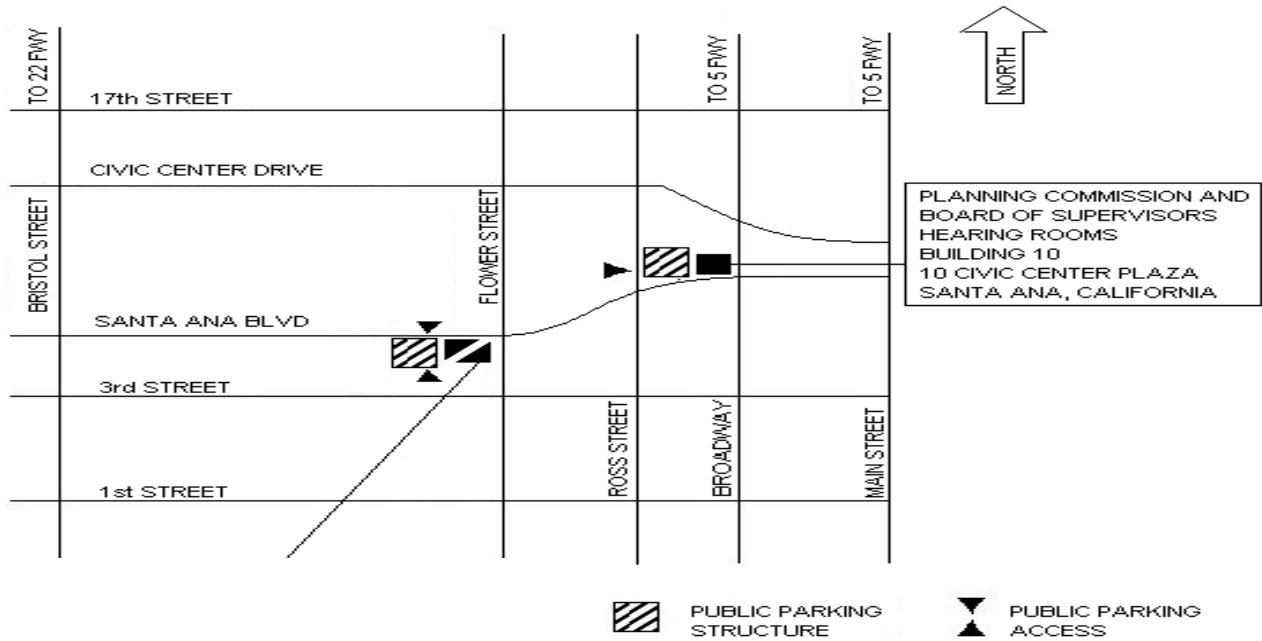 TO 22 FWY
TO 5 FWY
TO 5 FWY
NORTH
17th STREET
CIVIC CENTER DRIVE
BRISTOL STREET
FLOWER STREET
PLANNING COMMISSION AND
BOARD OF SUPERVISORS
HEARING ROOMS
BUILDING 10
10 CIVIC CENTER PLAZA
SANTA ANA, CALIFORNIA
SANTA ANA BLVD
3rd STREET
ROSS STREET
BROADWAY
MAIN STREET
1st STREET
PUBLIC PARKING
STRUCTURE
PUBLIC PARKING
ACCESS